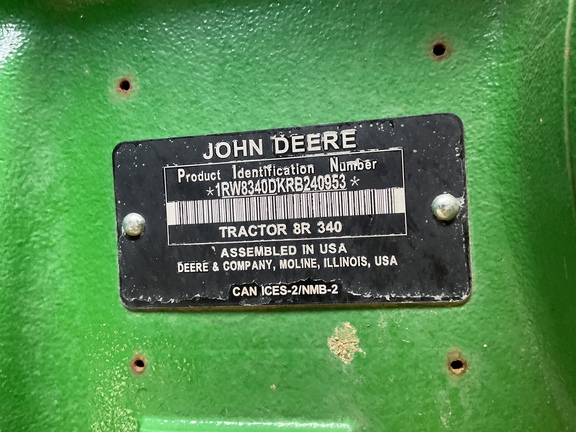 JOHN DEERE
Product Identification Number
*1RW8340DKRB240953*
TRACTOR 8R 340
ASSEMBLED IN USA
DEERE & COMPANY, MOLINE, ILLINOIS, USA
CAN ICES-2/NMB-2